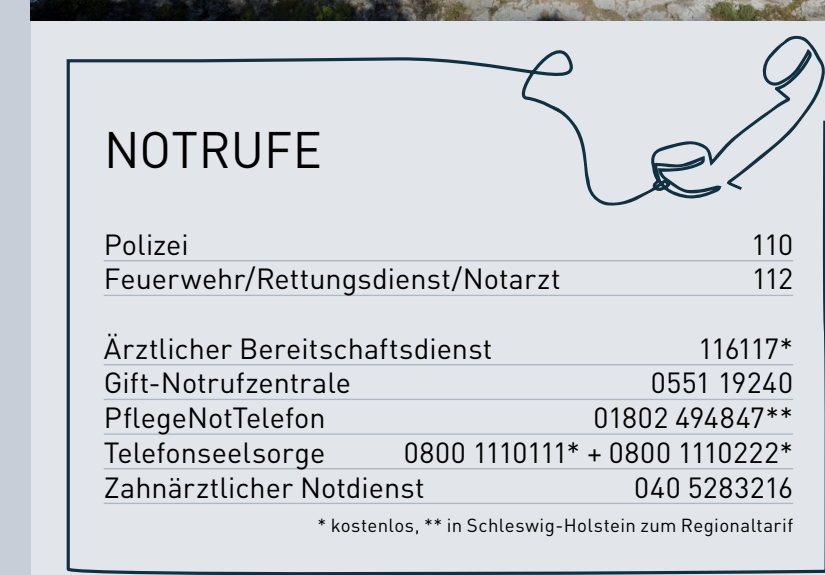 NOTRUFE
Polizei 110
Feuerwehr/Rettungsdienst/Notarzt 112
Ärztlicher Bereitschaftsdienst 116117*
Gift-Notrufzentrale 0551 19240
PflegeNotTelefon 01802 494847**
Telefonseelsorge 0800 1110111* + 0800 1110222*
Zahnärztlicher Notdienst 040 5283216
* kostenlos, ** in Schleswig-Holstein zum Regionaltarif